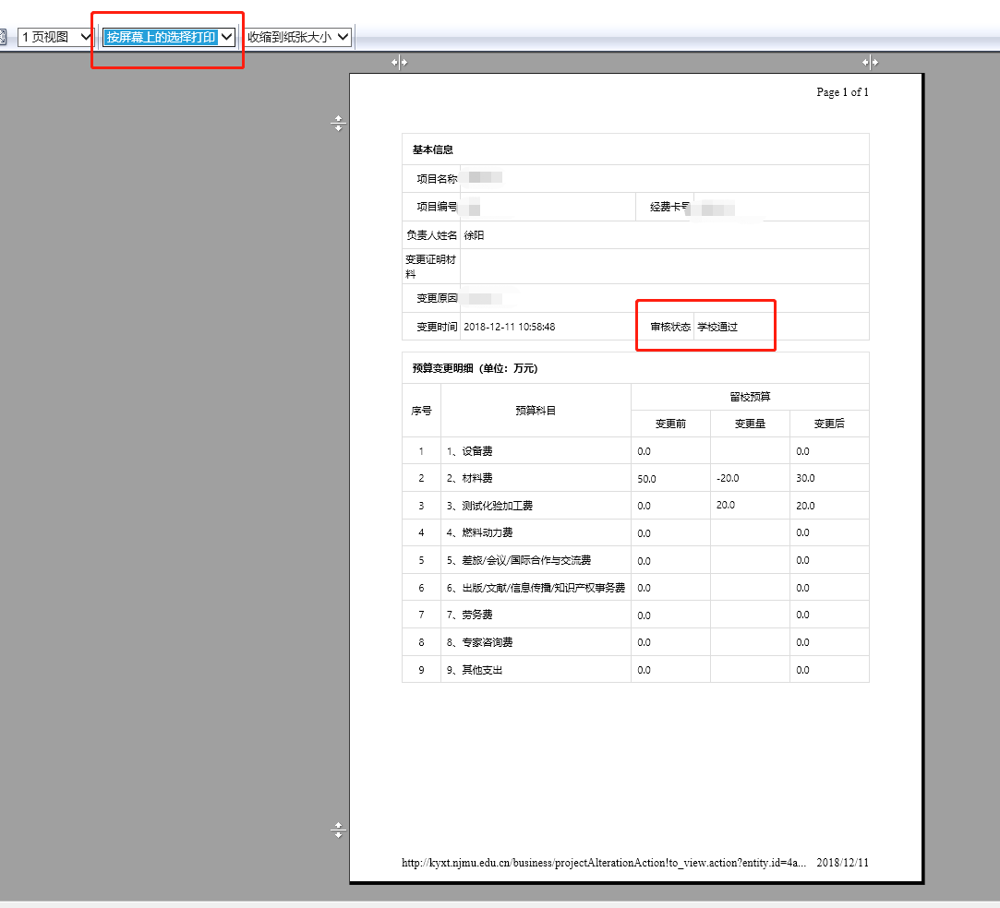 1 页视图 按屏幕上的选择打印 收缩到纸张大小
Page 1 of 1
基本信息
项目名称
项目编号 经费卡号
负责人姓名 徐阳
变更证明材
料
变更原因
变更时间 2018-12-11 10:58:48 审核状态 学校通过
预算变更明细（单位：万元）
序号 预算科目 留校预算
变更前 变更量 变更后
1 1、设备费 0.0 0.0
2 2、材料费 50.0 -20.0 30.0
3 3、测试化验加工费 0.0 20.0 20.0
4 4、燃料动力费 0.0 0.0
5 5、差旅/会议/国际合作与交流费 0.0 0.0
6 6、出版/文献/信息传播/知识产权事务费 0.0 0.0
7 7、劳务费 0.0 0.0
8 8、专家咨询费 0.0 0.0
9 9、其他支出 0.0 0.0
http://kyxt.njmu.edu.cn/business/projectAlterationAction!to_view.action?entity.id=4a... 2018/12/11